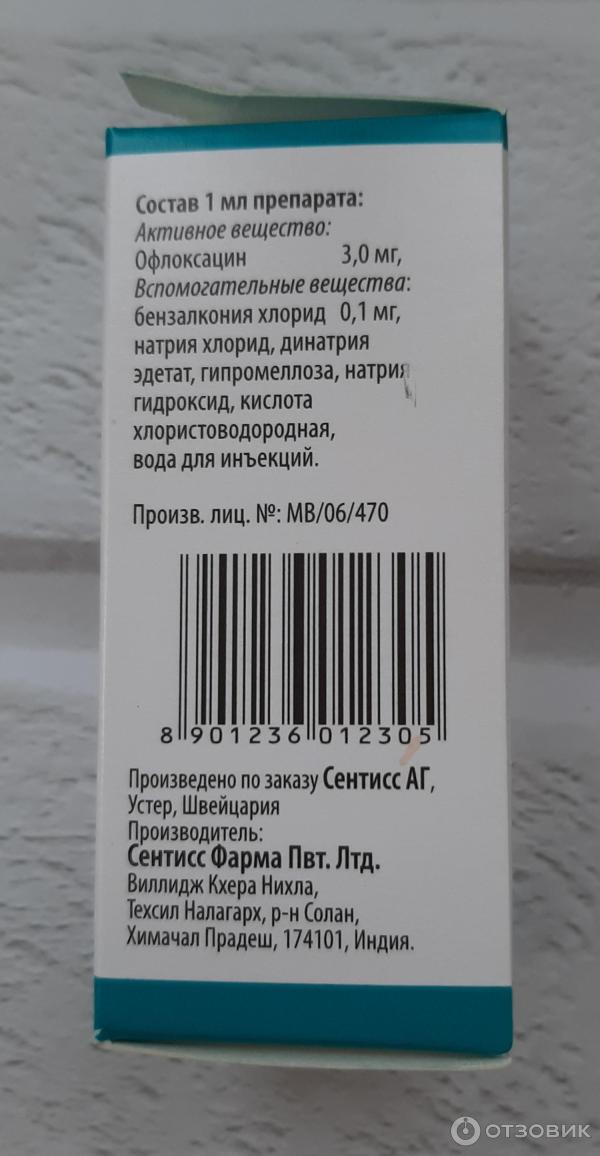 Состав 1 мл препарата:
Активное вещество:
Офлоксацин 3,0 мг,
Вспомогательные вещества:
бензалкония хлорид 0,1 мг,
натрия хлорид, динатрия
эдетат, гипромеллоза, натрия
гидроксид, кислота
хлористоводородная,
вода для инъекций.
Произв. лиц. №: MB/06/470
8 901236 012305
Произведено по заказу Сентисс АГ,
Устер, Швейцария
Производитель:
Сентисс Фарма Пвт. Лтд.
Виллидж Кхера Нихла,
Техсил Налагарх, р-н Солан,
Химачал Прадеш, 174101, Индия.
ОТЗОВИК